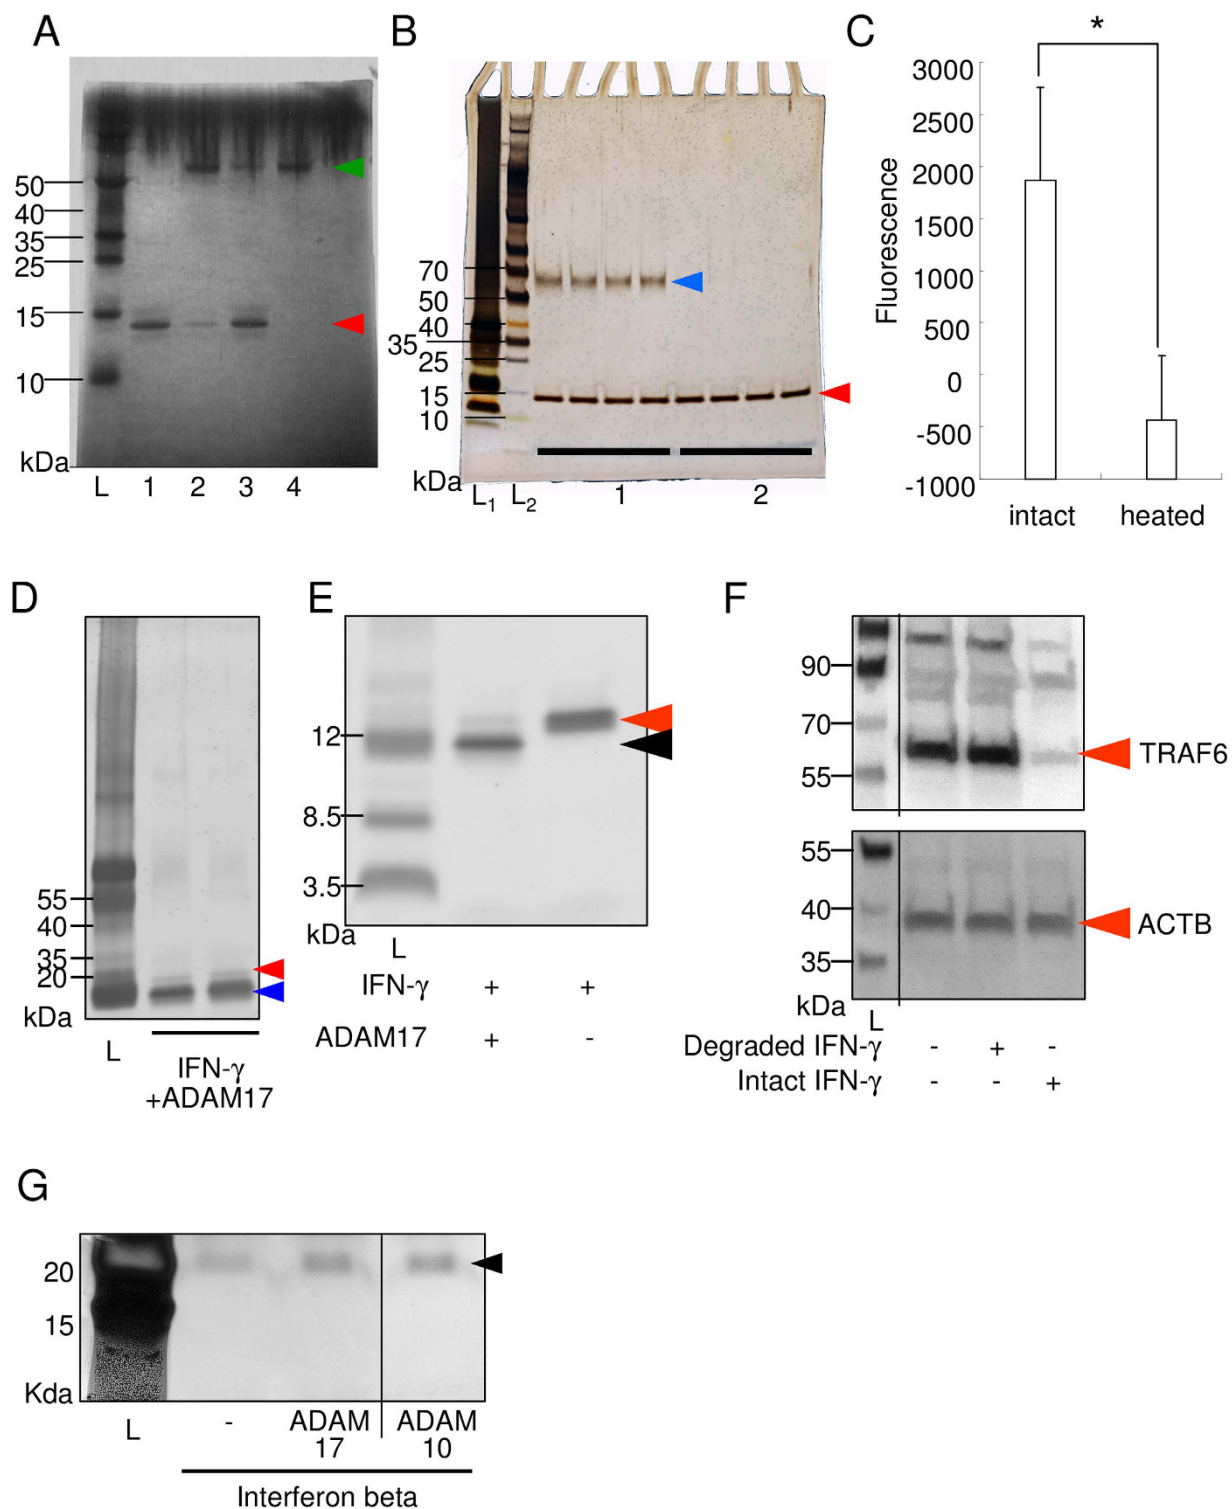 A
50
40
35
25
15
10
kDa
L 1 2 3 4
B
70
50
40
35
25
15
10
kDa
L1 L2 1 2
C
*
Fluorescence
3000
2500
2000
1500
1000
500
0
-500
-1000
intact heated
D
55
40
35
20
kDa
L
IFN-γ
+ADAM17
E
12
8.5
3.5
kDa
L
IFN-γ + +
ADAM17 + -
F
90
70
55
TRAF6
55
40
35
ACTB
kDa
L
Degraded IFN-γ - + -
Intact IFN-γ - - +
G
20
15
Kda
L - ADAM ADAM
17 10
Interferon beta